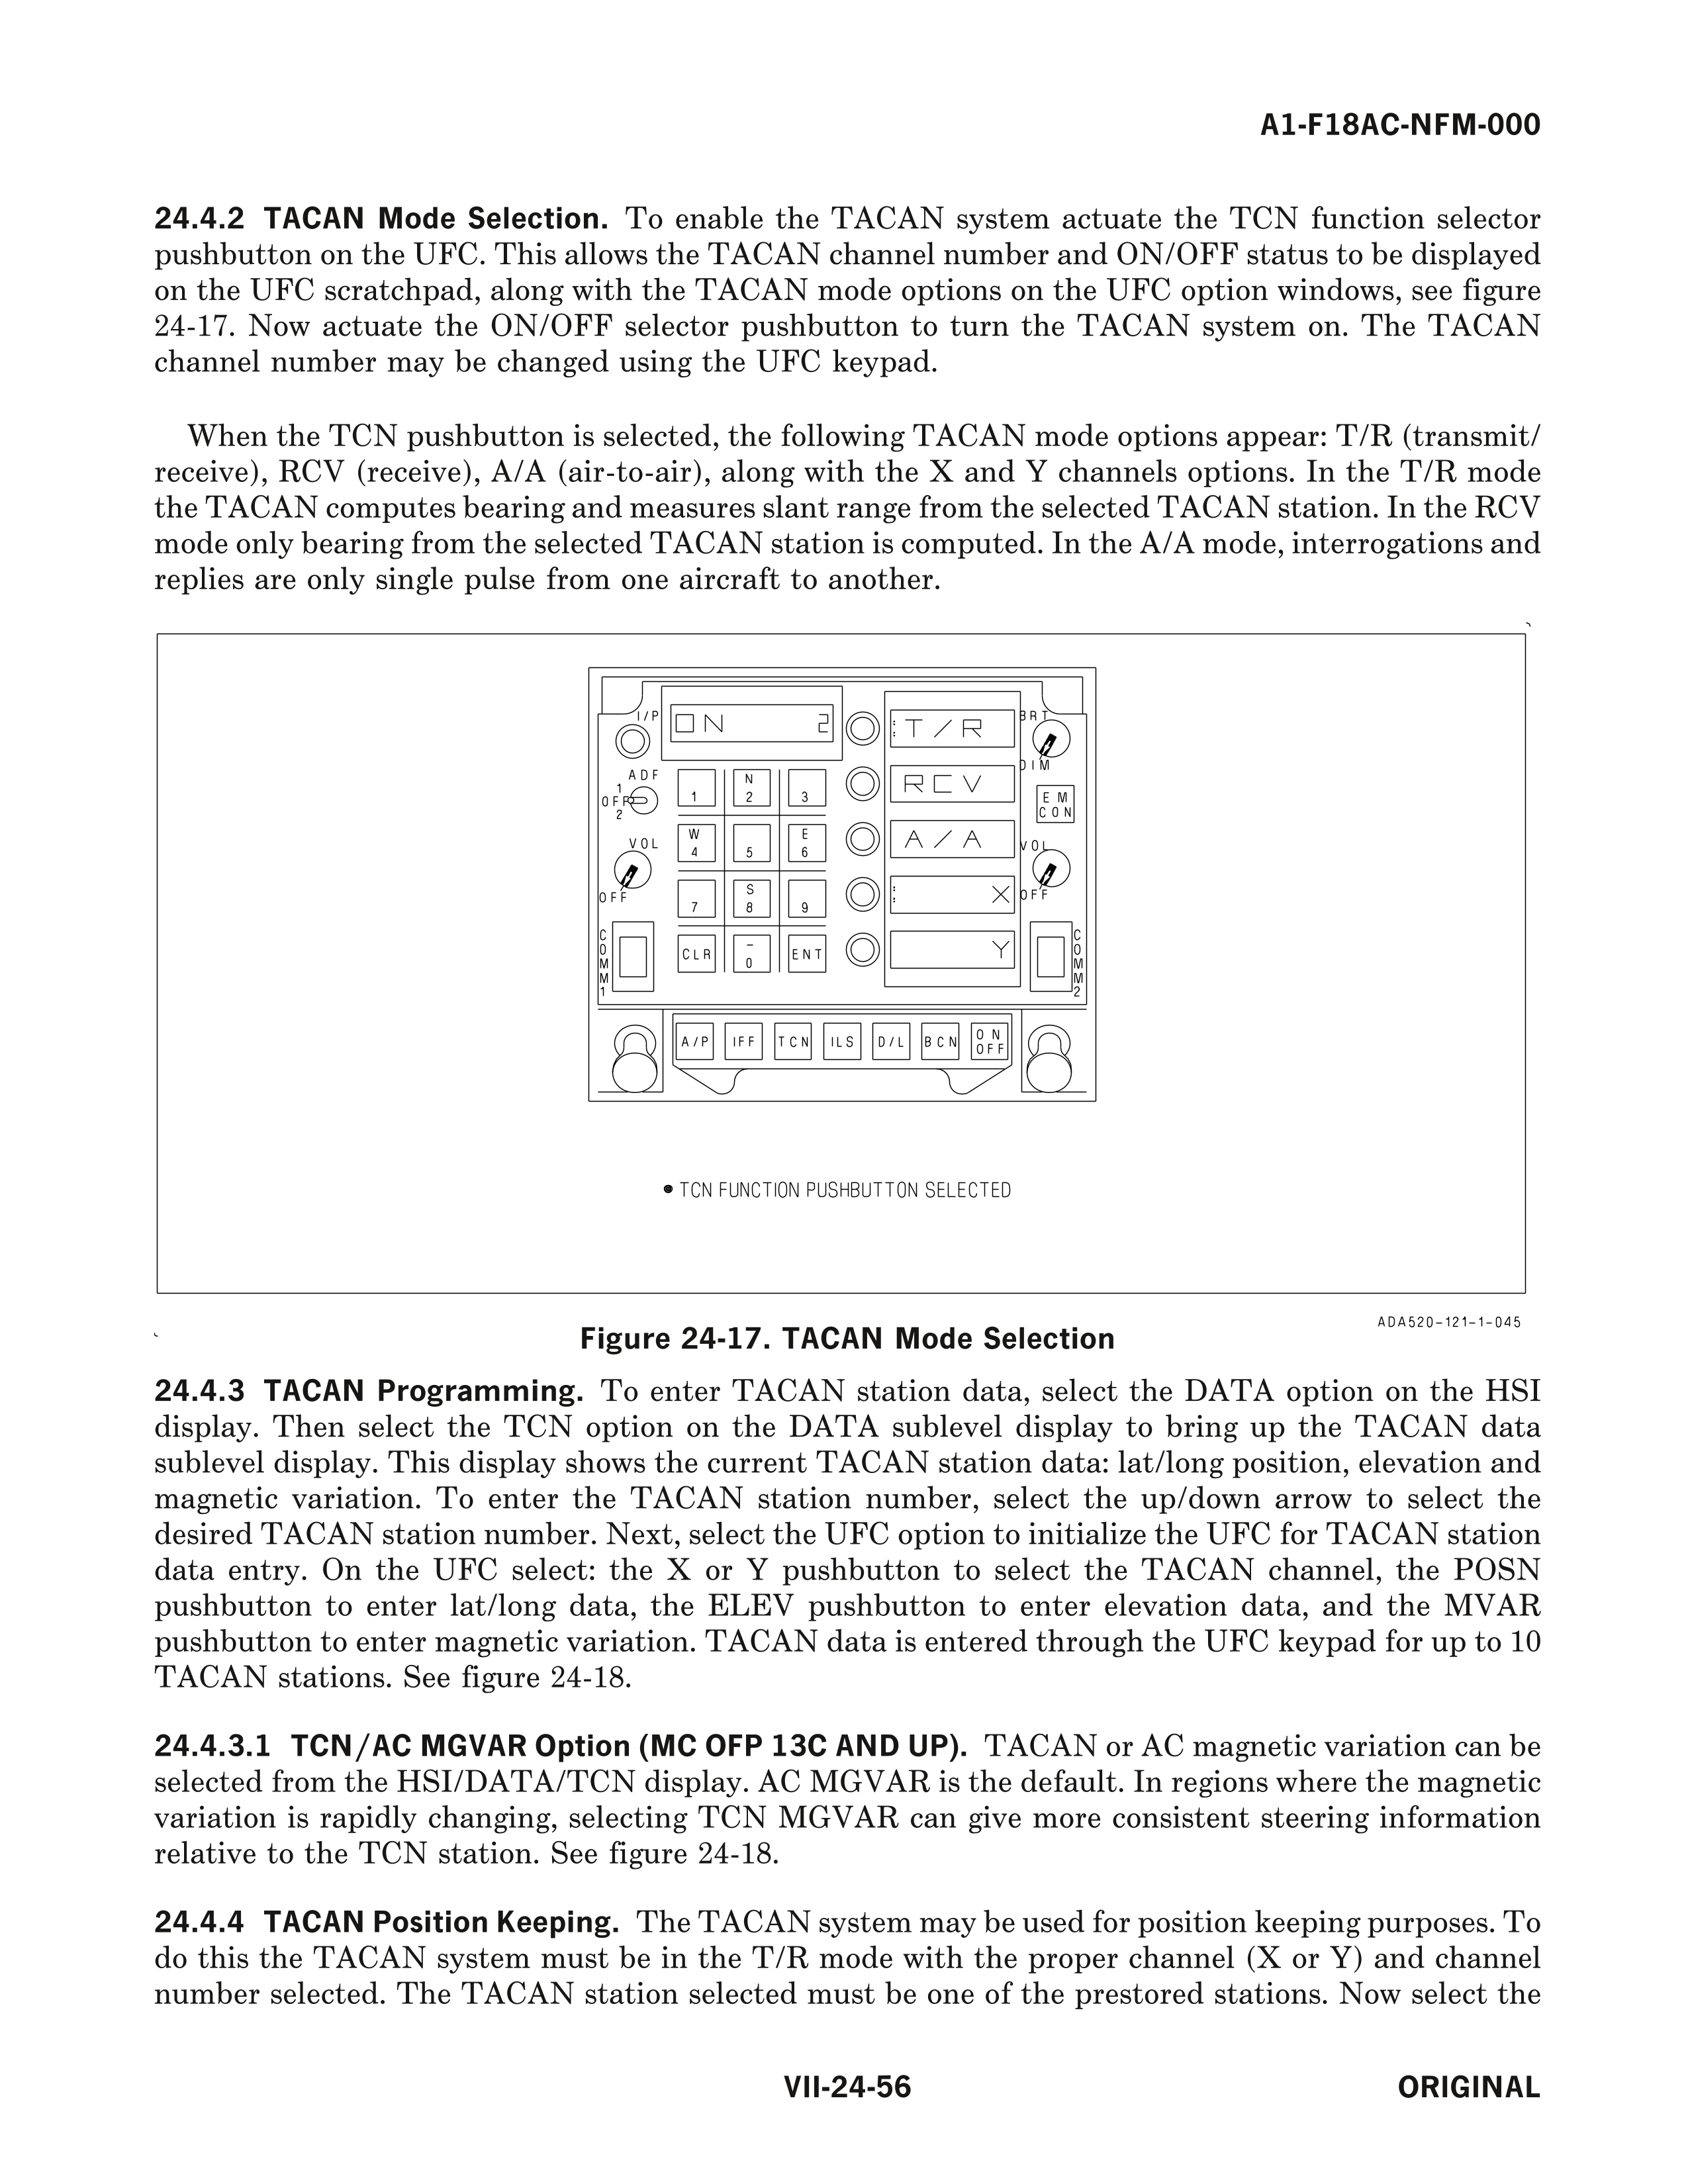 A1-F18AC-NFM-000
24.4.2 TACAN Mode Selection. To enable the TACAN system actuate the TCN function selector
pushbutton on the UFC. This allows the TACAN channel number and ON/OFF status to be displayed
on the UFC scratchpad, along with the TACAN mode options on the UFC option windows, see figure
24-17. Now actuate the ON/OFF selector pushbutton to turn the TACAN system on. The TACAN
channel number may be changed using the UFC keypad.
When the TCN pushbutton is selected, the following TACAN mode options appear: T/R (transmit/
receive), RCV (receive), A/A (air-to-air), along with the X and Y channels options. In the T/R mode
the TACAN computes bearing and measures slant range from the selected TACAN station. In the RCV
mode only bearing from the selected TACAN station is computed. In the A/A mode, interrogations and
replies are only single pulse from one aircraft to another.
I/P
ON 2
:T/R
BRT
DIM
ADF
1
OFF
2
1
N
2
3
RCV
EM
CON
VOL
OFF
W
4
5
E
6
A/A
VOL
OFF
7
S
8
9
: X
COMM1
CLR
–
0
ENT
Y
COMM2
A/P
IFF
TCN
ILS
D/L
BCN
ON
OFF
● TCN FUNCTION PUSHBUTTON SELECTED
ADA520-121-1-045
Figure 24-17. TACAN Mode Selection
24.4.3 TACAN Programming. To enter TACAN station data, select the DATA option on the HSI
display. Then select the TCN option on the DATA sublevel display to bring up the TACAN data
sublevel display. This display shows the current TACAN station data: lat/long position, elevation and
magnetic variation. To enter the TACAN station number, select the up/down arrow to select the
desired TACAN station number. Next, select the UFC option to initialize the UFC for TACAN station
data entry. On the UFC select: the X or Y pushbutton to select the TACAN channel, the POSN
pushbutton to enter lat/long data, the ELEV pushbutton to enter elevation data, and the MVAR
pushbutton to enter magnetic variation. TACAN data is entered through the UFC keypad for up to 10
TACAN stations. See figure 24-18.
24.4.3.1 TCN/AC MGVAR Option (MC OFP 13C AND UP). TACAN or AC magnetic variation can be
selected from the HSI/DATA/TCN display. AC MGVAR is the default. In regions where the magnetic
variation is rapidly changing, selecting TCN MGVAR can give more consistent steering information
relative to the TCN station. See figure 24-18.
24.4.4 TACAN Position Keeping. The TACAN system may be used for position keeping purposes. To
do this the TACAN system must be in the T/R mode with the proper channel (X or Y) and channel
number selected. The TACAN station selected must be one of the prestored stations. Now select the
VII-24-56
ORIGINAL